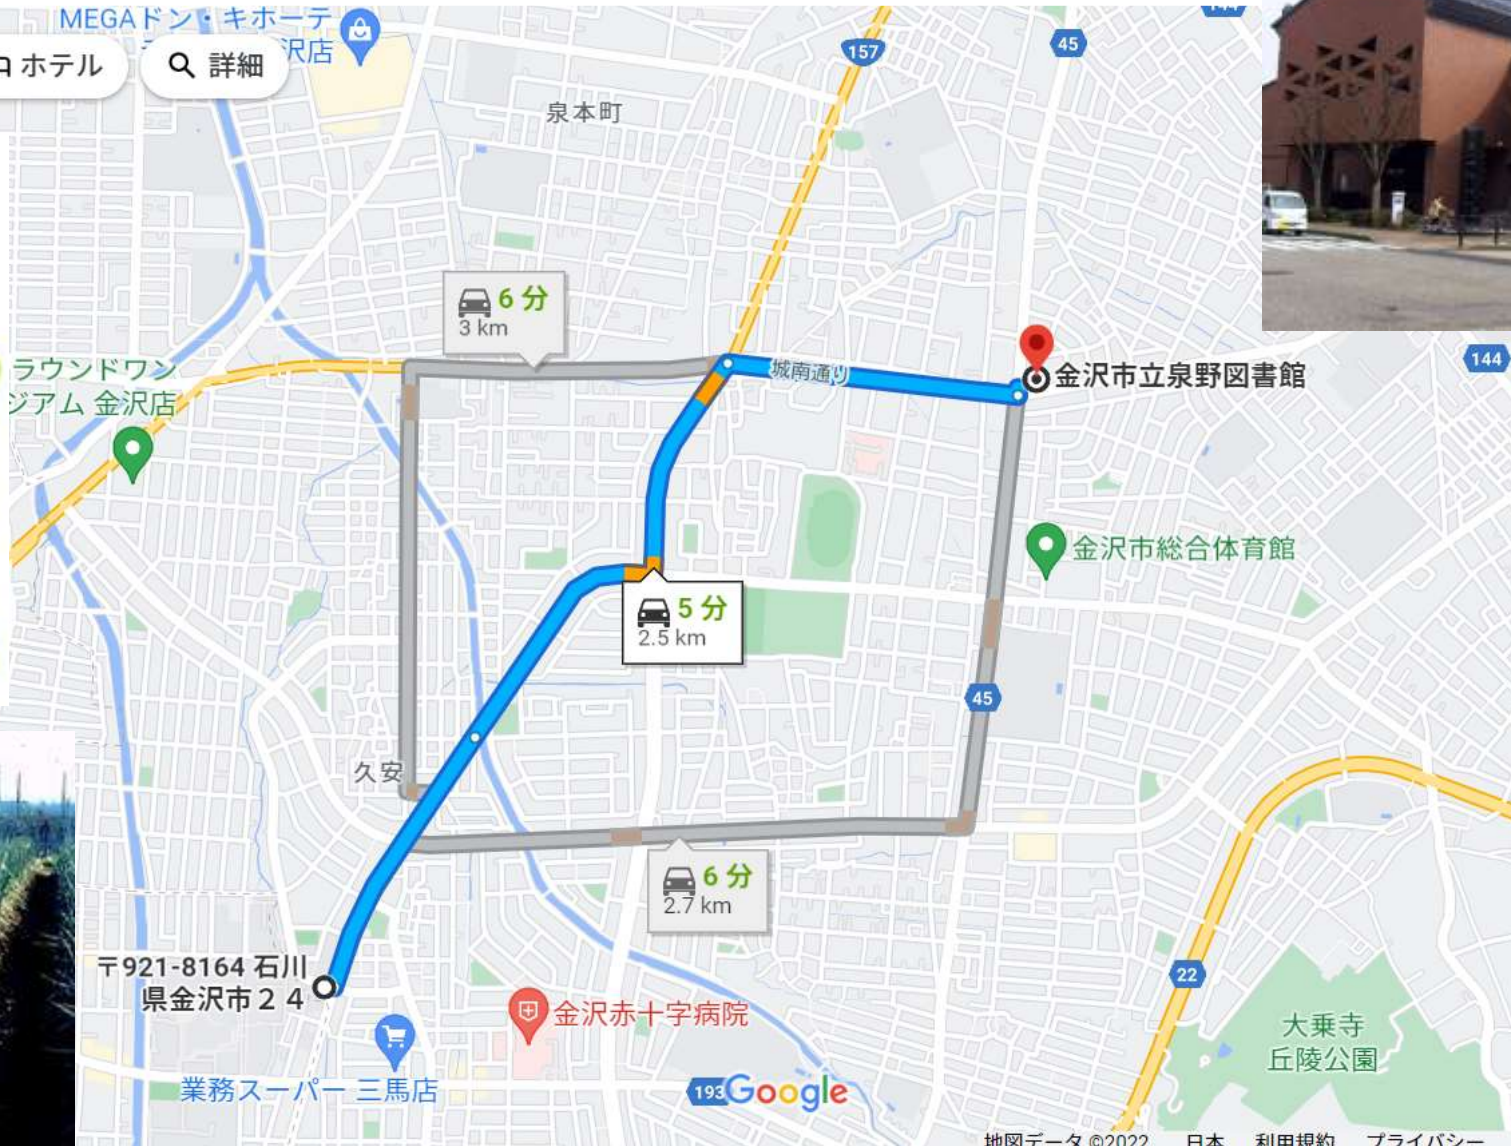 MEGAドン・キホーテ
沢店
ホテル
詳細
157
45
泉本町
6 分
3 km
城南通り
金沢市立泉野図書館
144
ラウンドワン
ジアム 金沢店
金沢市総合体育館
5 分
2.5 km
45
久安
6 分
2.7 km
〒921-8164 石川
県金沢市２４
22
金沢赤十字病院
大乗寺
丘陵公園
業務スーパー 三馬店
193
Google
地図データ ©2022 日本 利用規約 プライバシー